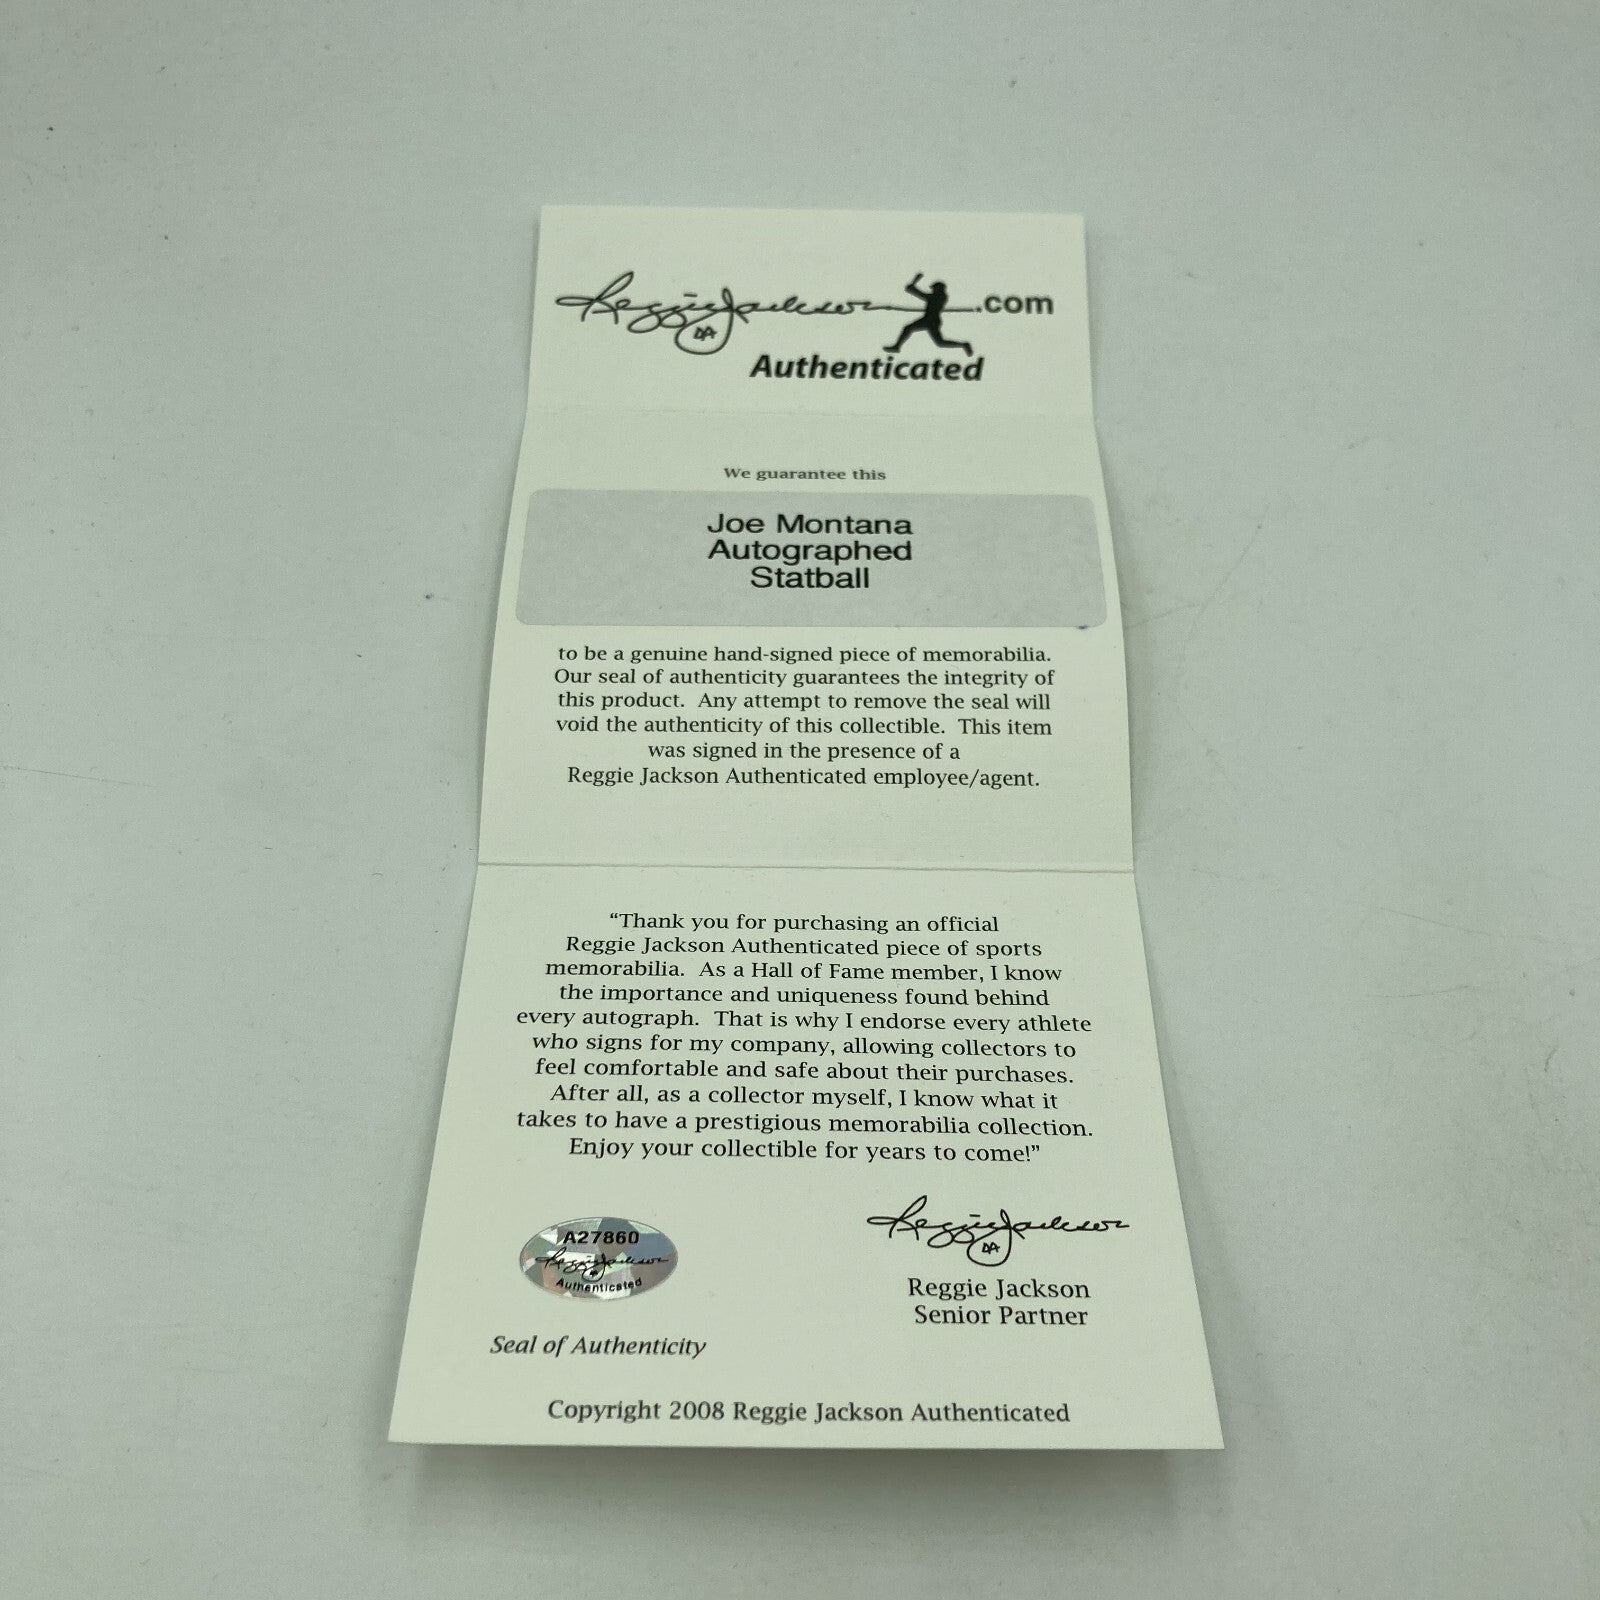 Reggie Jackson .com
Authenticated
We guarantee this
Joe Montana
Autographed
Statball
to be a genuine hand-signed piece of memorabilia.
Our seal of authenticity guarantees the integrity of
this product.  Any attempt to remove the seal will
void the authenticity of this collectible.  This item
was signed in the presence of a
Reggie Jackson Authenticated employee/agent.
“Thank you for purchasing an official
Reggie Jackson Authenticated piece of sports
memorabilia.  As a Hall of Fame member, I know
the importance and uniqueness found behind
every autograph.  That is why I endorse every athlete
who signs for my company, allowing collectors to
feel comfortable and safe about their purchases.
After all, as a collector myself, I know what it
takes to have a prestigious memorabilia collection.
Enjoy your collectible for years to come!”
A27860
Reggie Jackson
Authenticated
Seal of Authenticity
Reggie Jackson
Reggie Jackson
Senior Partner
Copyright 2008 Reggie Jackson Authenticated